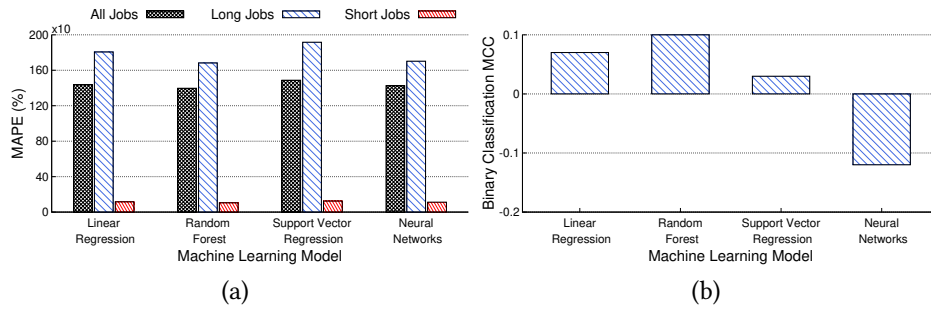 All Jobs Long Jobs Short Jobs
x10
MAPE (%)
200
160
120
80
40
0
Linear Regression
Random Forest
Support Vector Regression
Neural Networks
Machine Learning Model
(a)
Binary Classification MCC
0.1
0
-0.1
-0.2
Linear Regression
Random Forest
Support Vector Regression
Neural Networks
Machine Learning Model
(b)